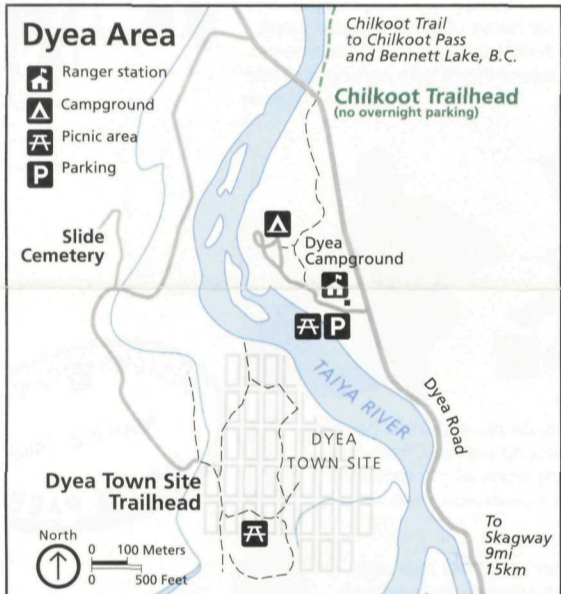 Dyea Area
Ranger station
Campground
Picnic area
P Parking
Chilkoot Trail
to Chilkoot Pass
and Bennett Lake, B.C.
Chilkoot Trailhead
(no overnight parking)
Slide
Cemetery
Dyea
Campground
P
TAIYA RIVER
Dyea Road
DYEA
TOWN SITE
Dyea Town Site
Trailhead
North
0 100 Meters
0 500 Feet
To
Skagway
9mi
15km